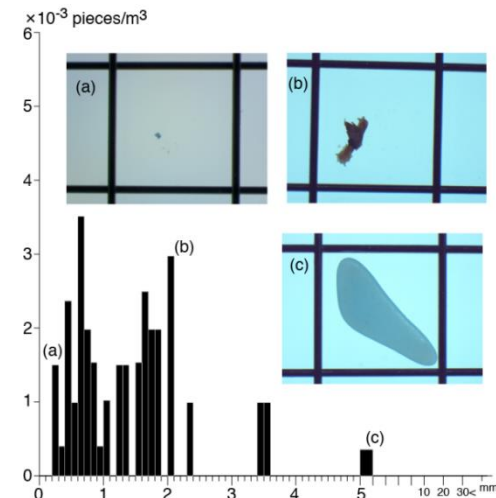 ×10⁻³ pieces/m³
6
5
4
3
2
1
0
(a)
(b)
(c)
(a)
(b)
(c)
0 1 2 3 4 5 10 20 30< mm